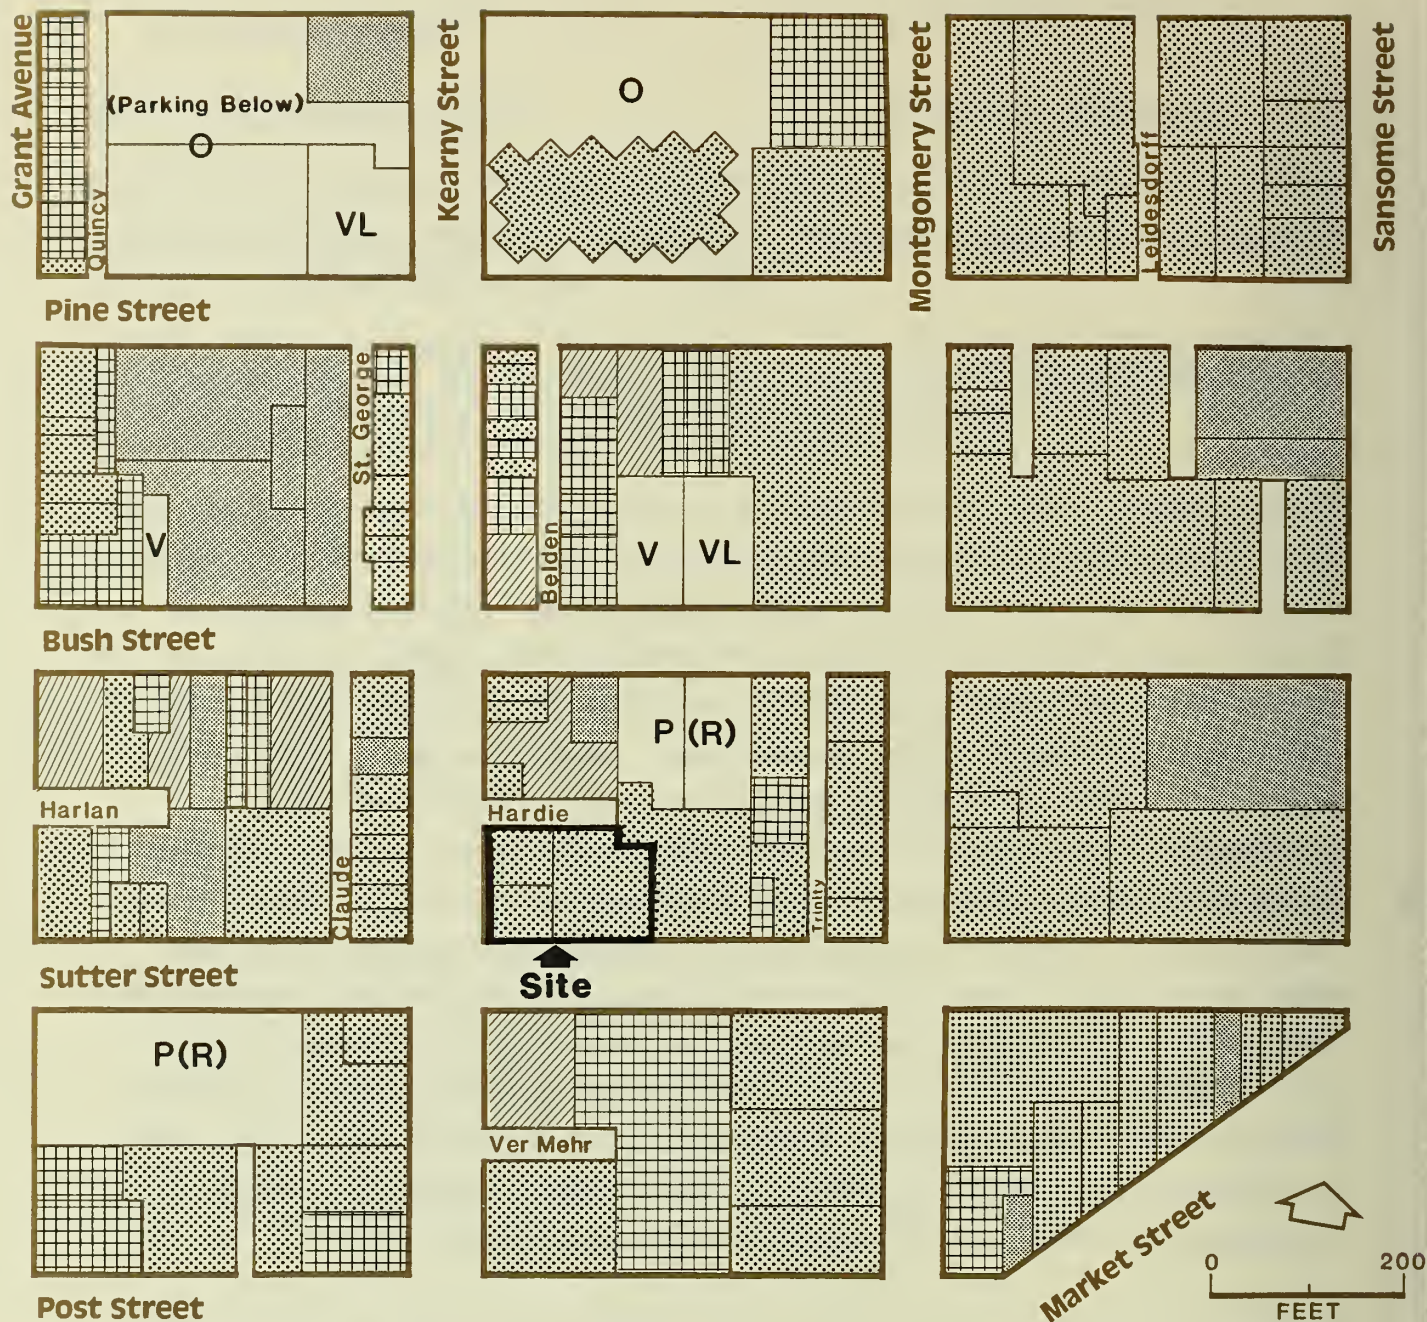 Grant Avenue
(Parking Below)
O
Quincy
VL
Kearny Street
O
Montgomery Street
Leidesdorff
Sansome Street
Pine Street
V
St. George
Belden
V
VL
Bush Street
Harlan
Claude
Hardie
P (R)
Trinity
Sutter Street
Site
P(R)
Ver Mehr
Market Street
0 200
FEET
Post Street